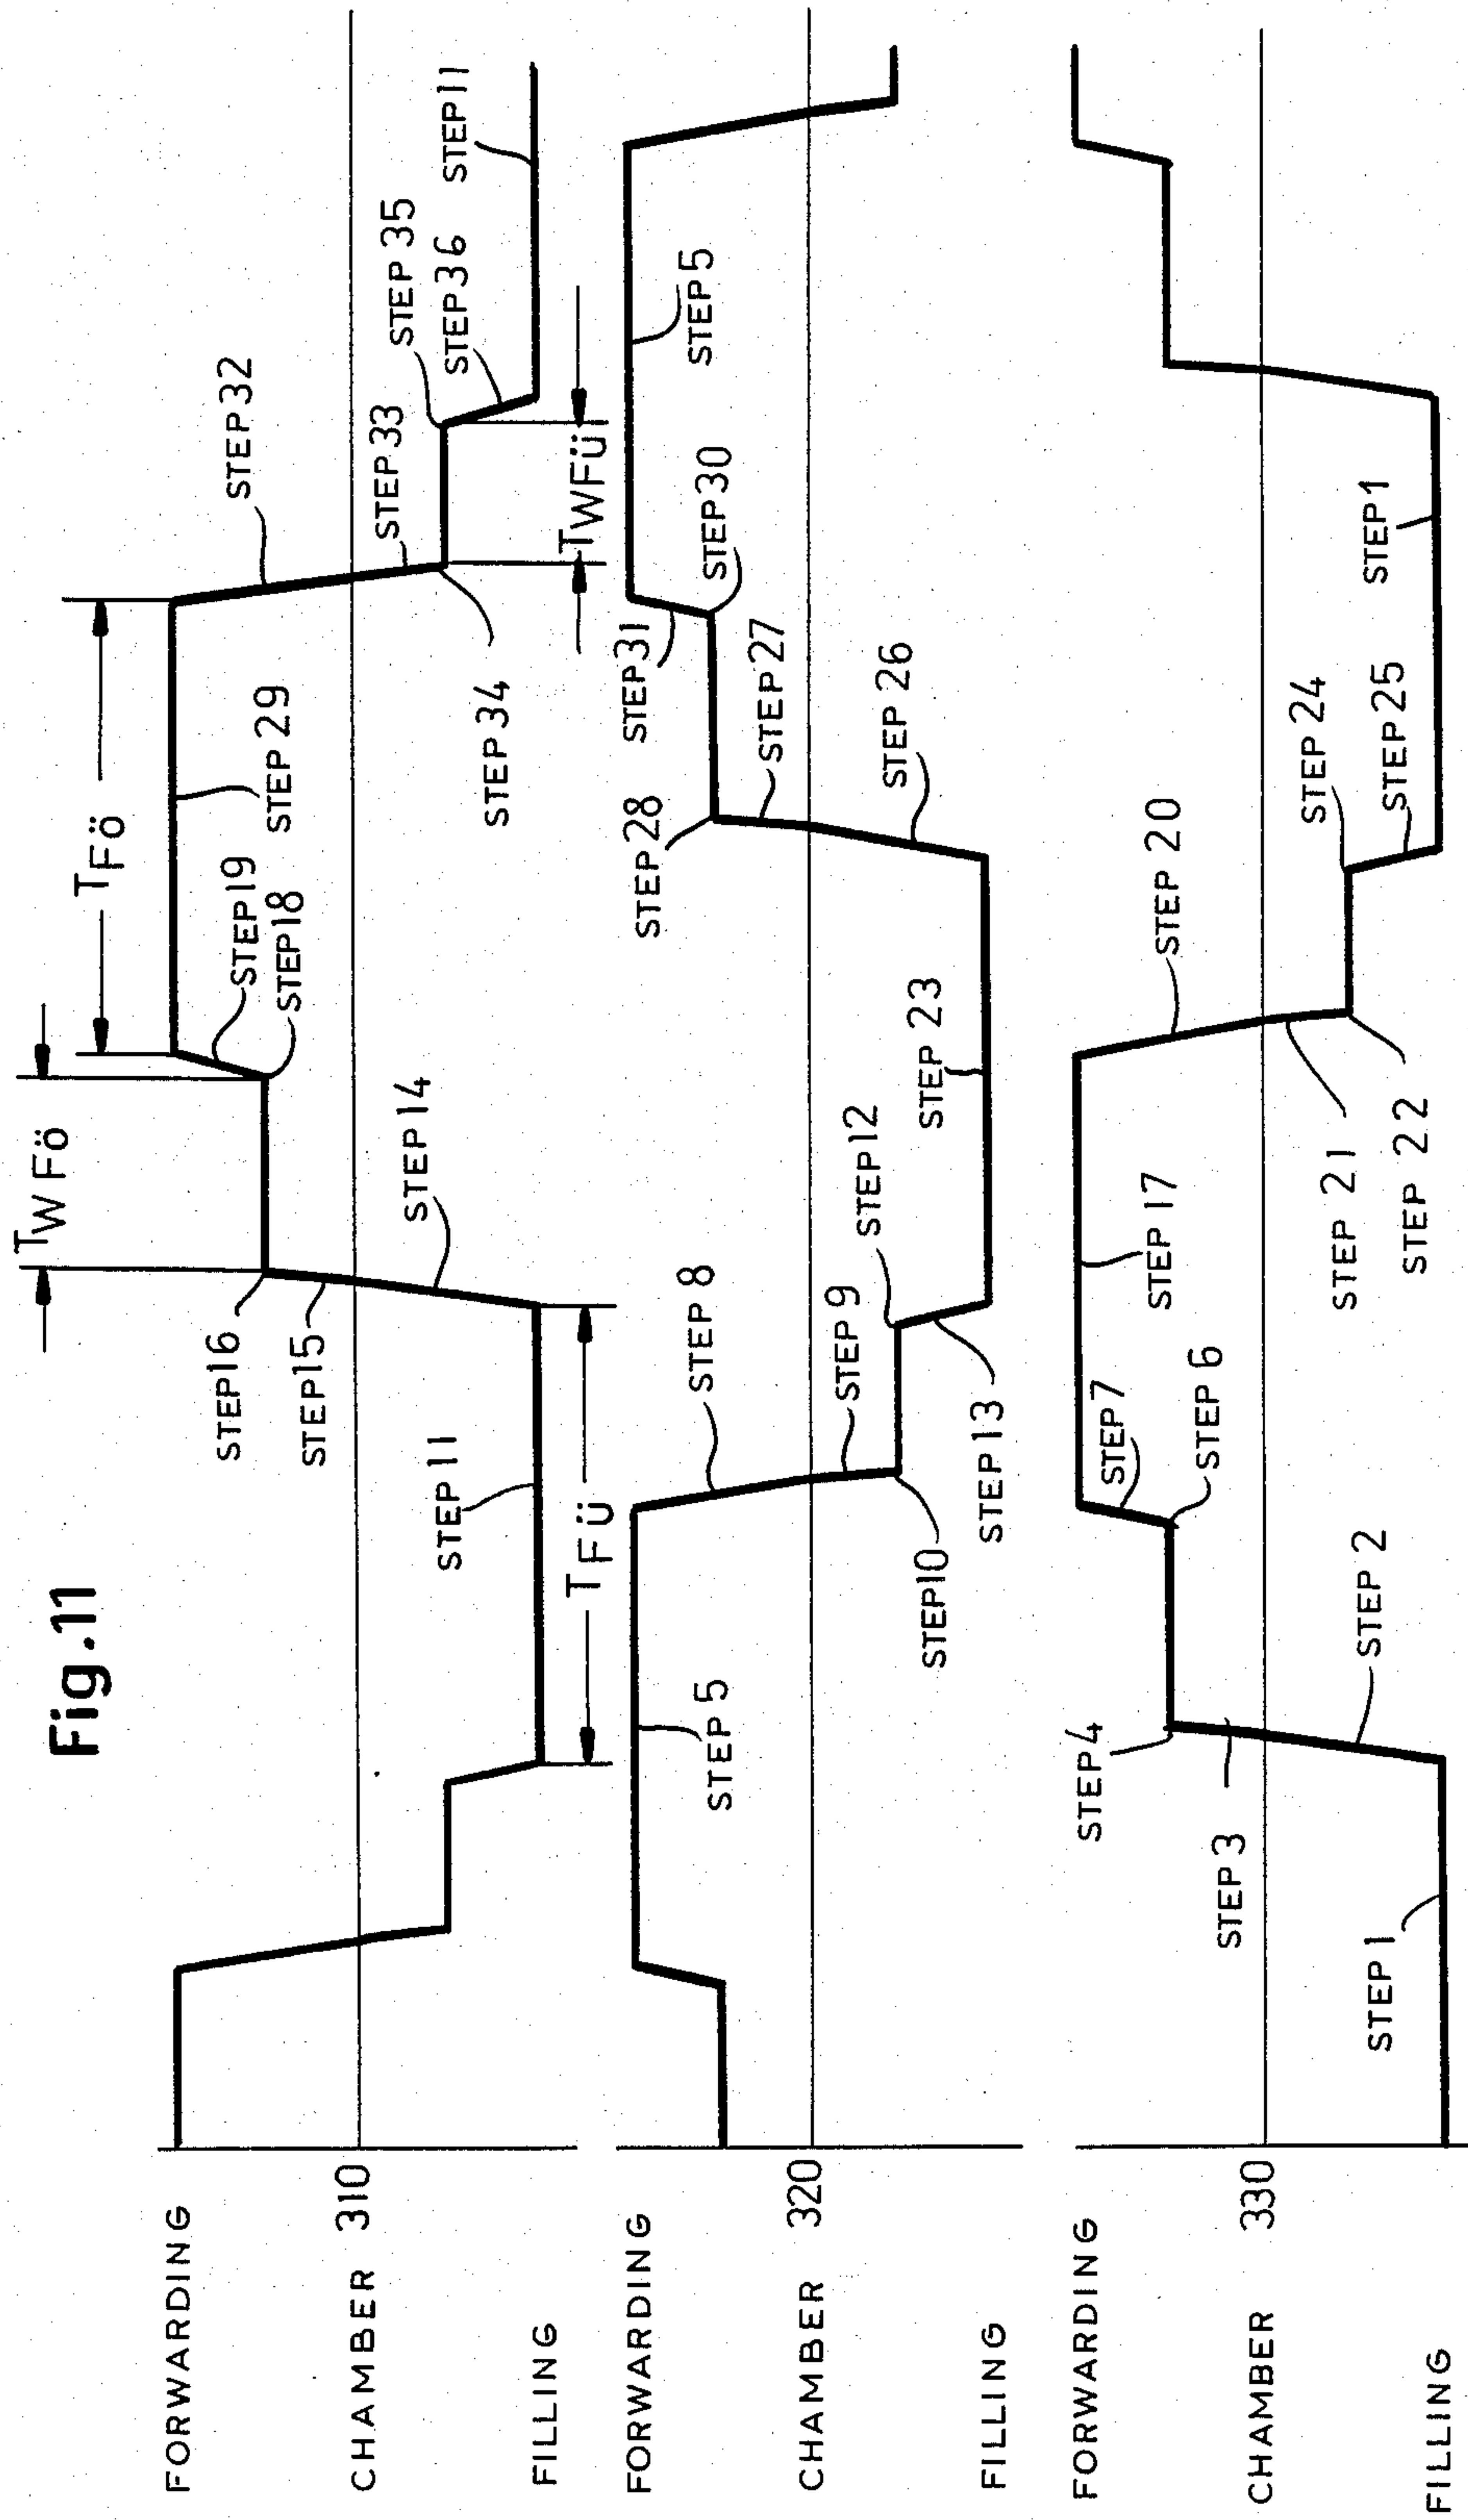 Fig.11
FORWARDING
CHAMBER 310
FILLING
TWFö
TFö
TFü
TWFü
STEP 11
STEP 14
STEP 15
STEP 16
STEP 18
STEP 19
STEP 29
STEP 32
STEP 33
STEP 34
STEP 35
STEP 36
STEP 11
FORWARDING
CHAMBER 320
FILLING
STEP 5
STEP 8
STEP 9
STEP 10
STEP 12
STEP 13
STEP 23
STEP 26
STEP 27
STEP 28
STEP 30
STEP 31
STEP 5
FORWARDING
CHAMBER 330
FILLING
STEP 1
STEP 2
STEP 3
STEP 4
STEP 6
STEP 7
STEP 17
STEP 20
STEP 21
STEP 22
STEP 24
STEP 25
STEP 1